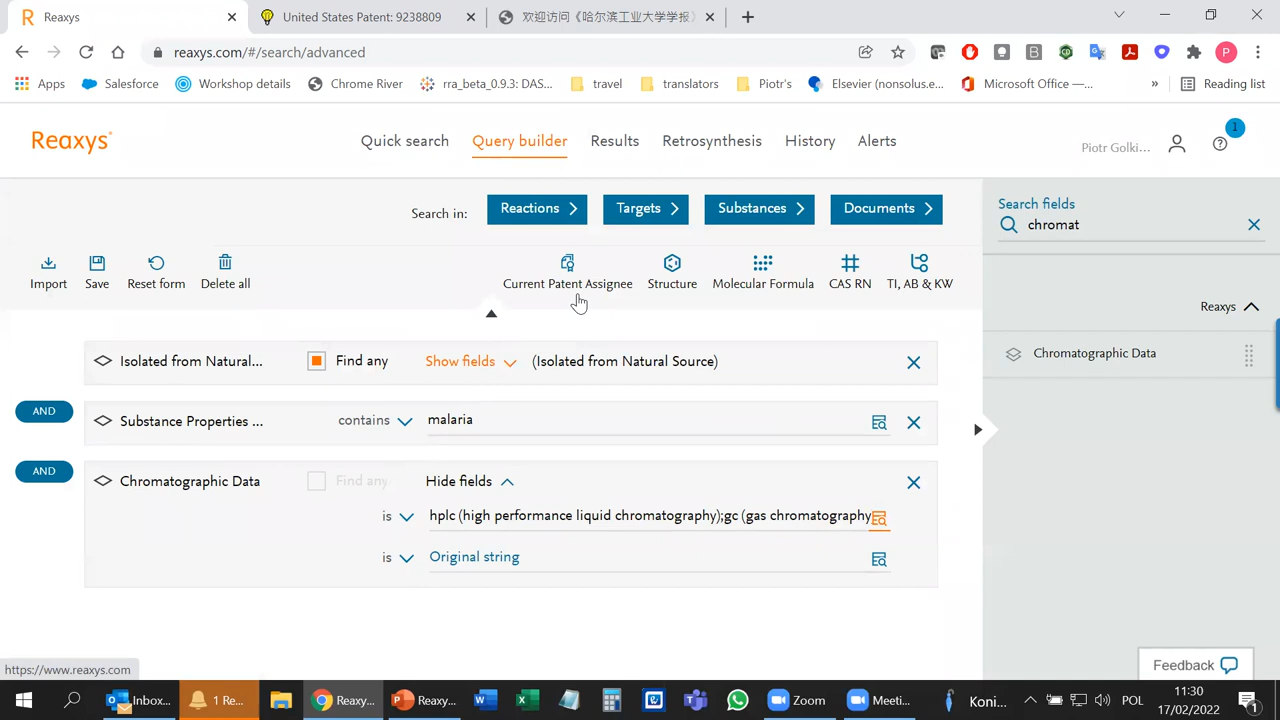 Reaxys
United States Patent: 9238809
欢迎访问《哈尔滨工业大学学报》
reaxys.com/#/search/advanced
P
Apps
Salesforce
Workshop details
Chrome River
rra_beta_0.9.3: DAS...
travel
translators
Piotr's
Elsevier (nonsolus.e...
Microsoft Office —...
»
Reading list
Reaxys
Quick search
Query builder
Results
Retrosynthesis
History
Alerts
Piotr Golki...
1
Search in:
Reactions
Targets
Substances
Documents
Search fields
chromat
Import
Save
Reset form
Delete all
Current Patent Assignee
Structure
Molecular Formula
CAS RN
TI, AB & KW
Reaxys
Chromatographic Data
Isolated from Natural...
Find any
Show fields
(Isolated from Natural Source)
AND
Substance Properties ...
contains
malaria
AND
Chromatographic Data
Find any
Hide fields
is
hplc (high performance liquid chromatography);gc (gas chromatography
is
Original string
https://www.reaxys.com
Feedback
Inbox...
1 Re...
Reaxy...
Reaxy...
Zoom
Meeti...
Koni...
POL
11:30
17/02/2022
1